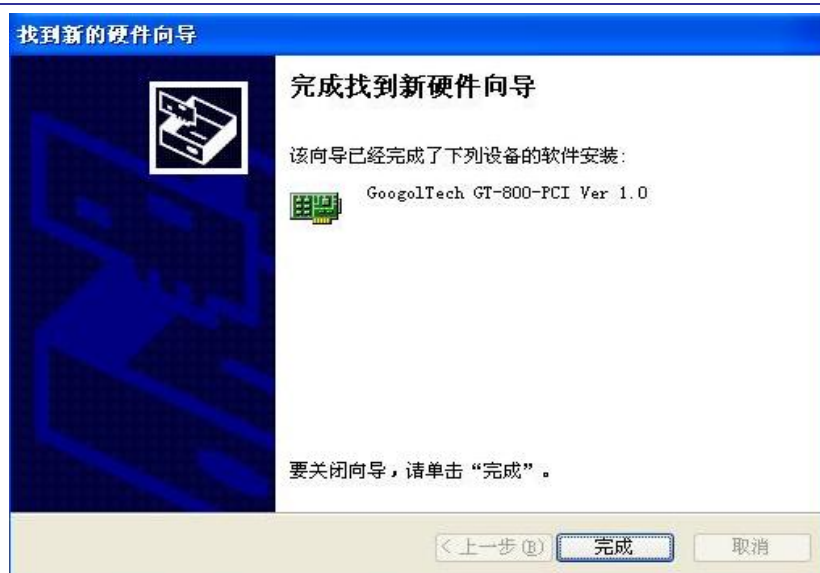 找到新的硬件向导
完成找到新硬件向导
该向导已经完成了下列设备的软件安装:
GoogolTech GT-800-PCI Ver 1.0
要关闭向导，请单击“完成”。
<上一步(B) 完成 取消